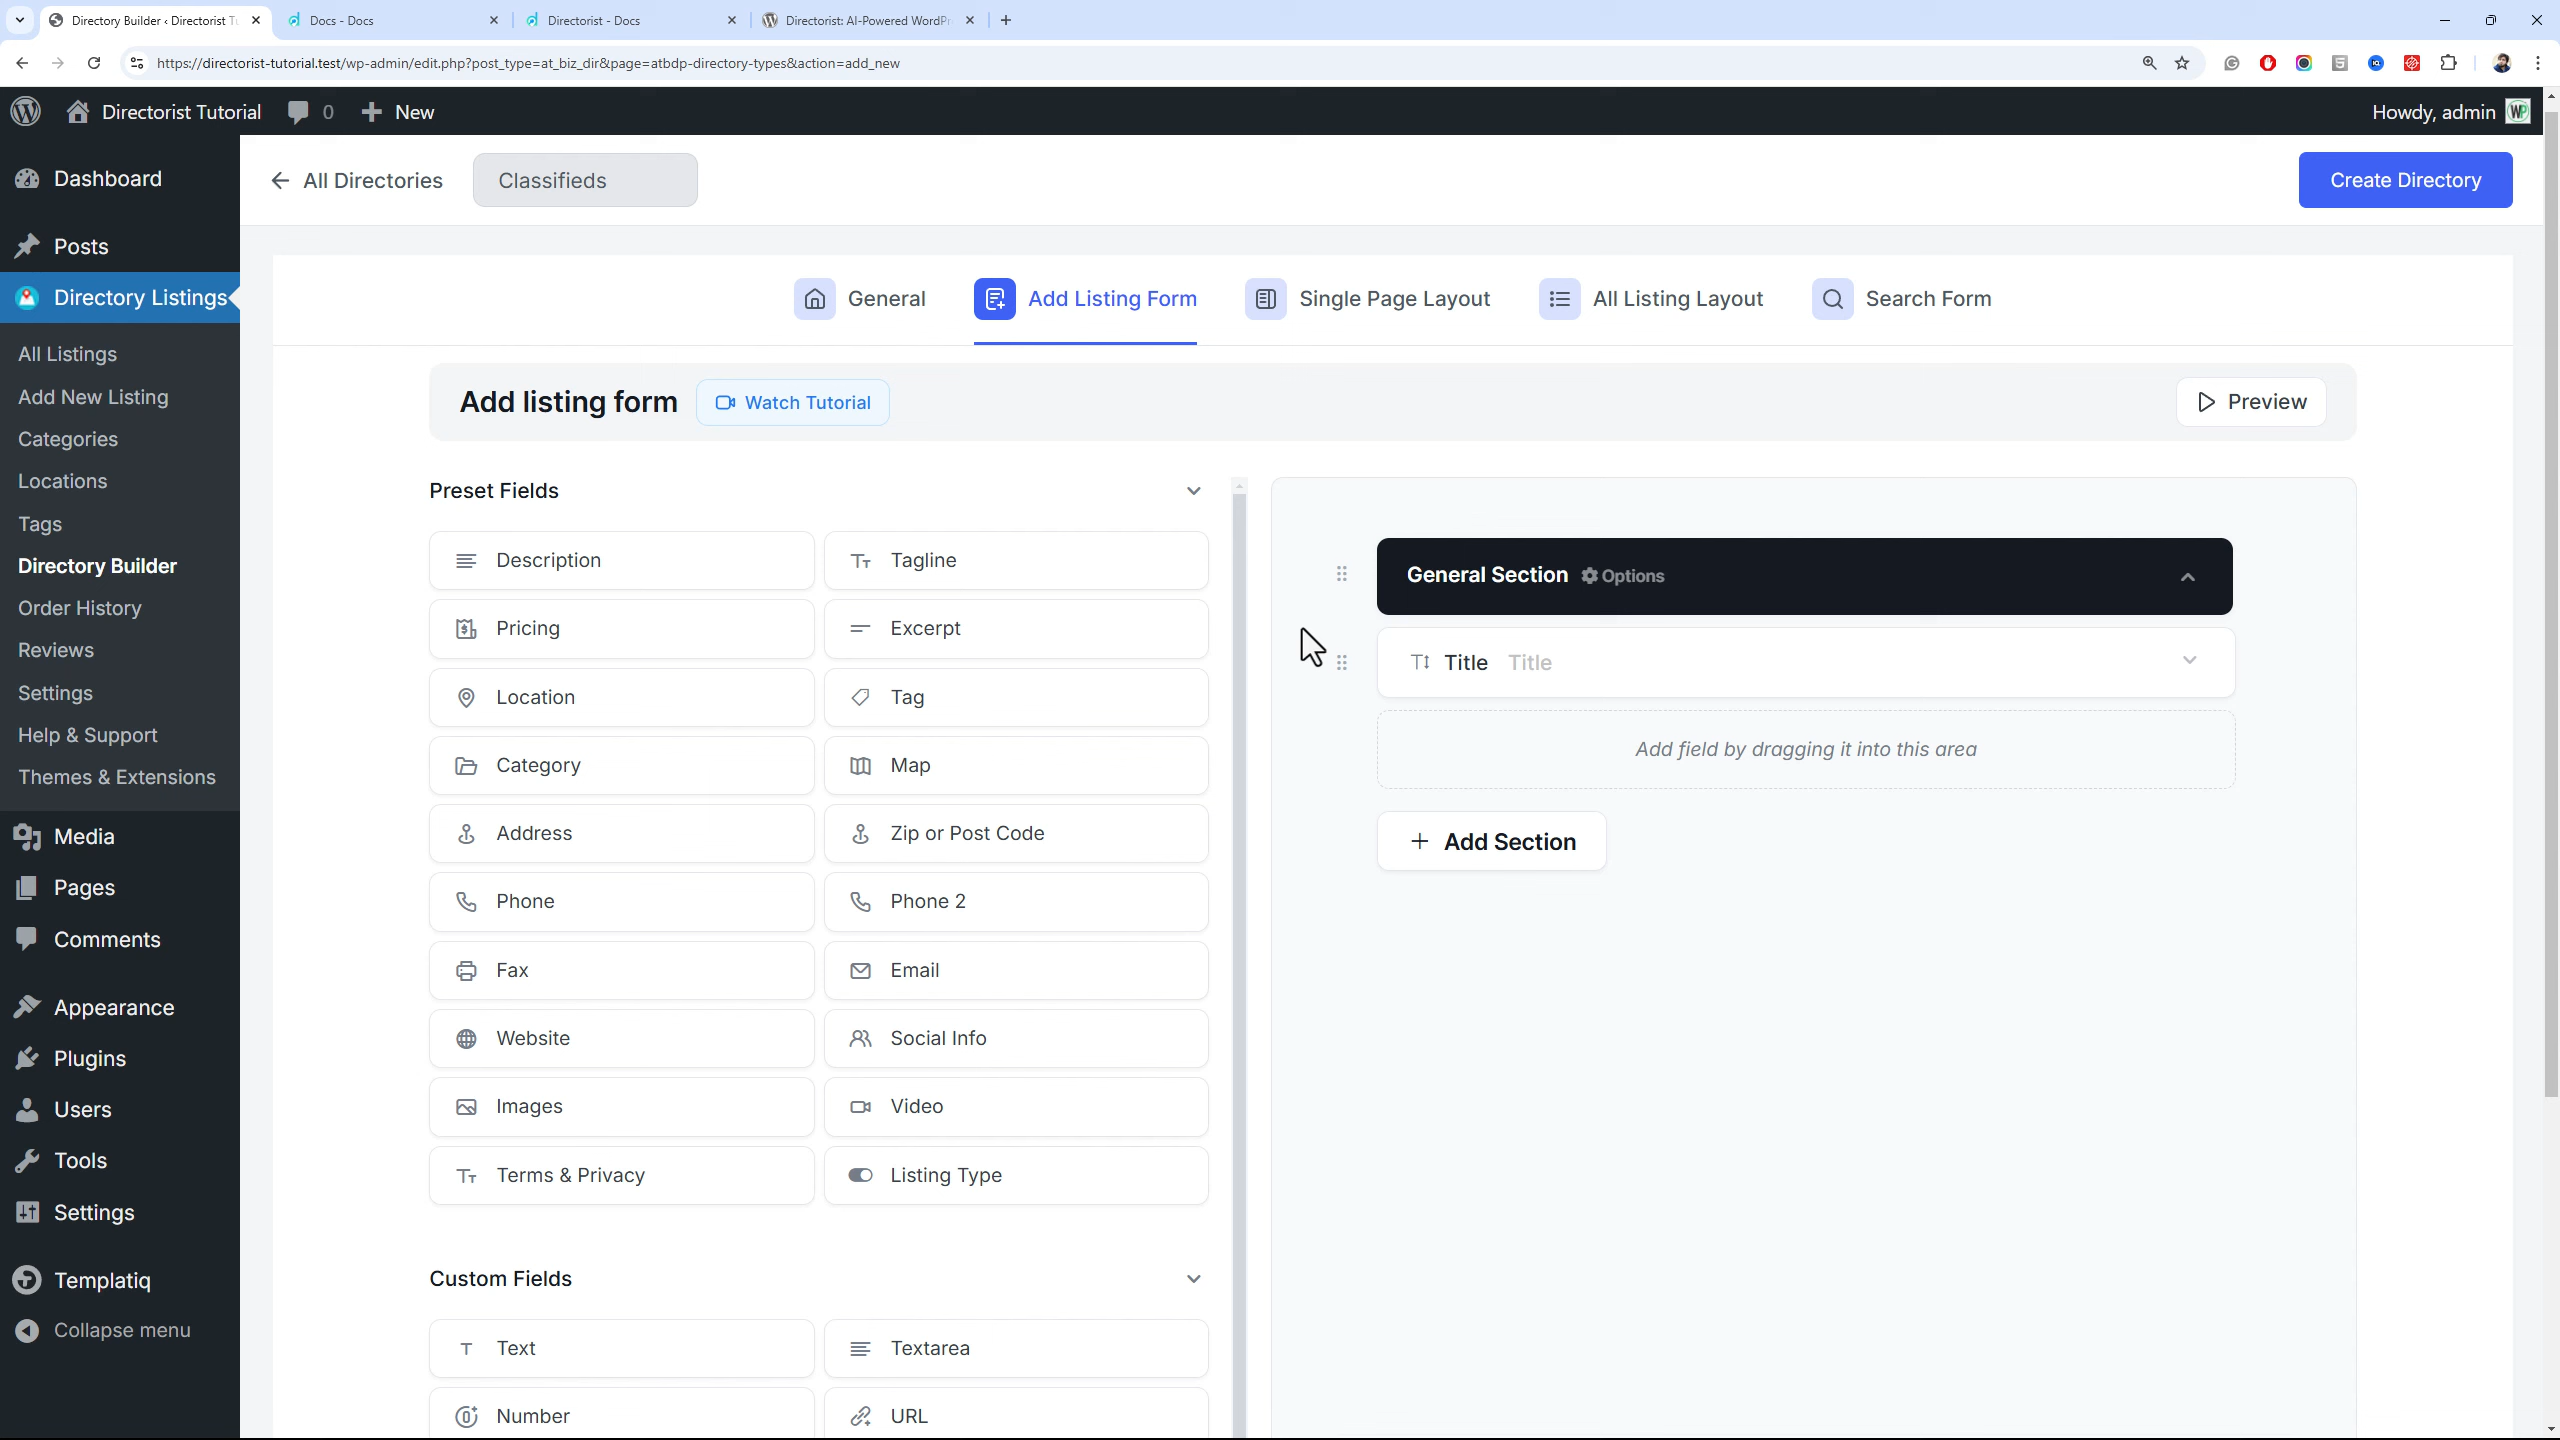 Directory Builder ‹ Directorist Tu
Docs - Docs
Directorist - Docs
Directorist: AI-Powered WordPr
https://directorist-tutorial.test/wp-admin/edit.php?post_type=at_biz_dir&page=atbdp-directory-types&action=add_new
Directorist Tutorial
0
New
Howdy, admin
Dashboard
Posts
Directory Listings
All Listings
Add New Listing
Categories
Locations
Tags
Directory Builder
Order History
Reviews
Settings
Help & Support
Themes & Extensions
Media
Pages
Comments
Appearance
Plugins
Users
Tools
Settings
Templatiq
Collapse menu
All Directories
Classifieds
Create Directory
General
Add Listing Form
Single Page Layout
All Listing Layout
Search Form
Add listing form
Watch Tutorial
Preview
Preset Fields
Description
Tagline
Pricing
Excerpt
Location
Tag
Category
Map
Address
Zip or Post Code
Phone
Phone 2
Fax
Email
Website
Social Info
Images
Video
Terms & Privacy
Listing Type
Custom Fields
Text
Textarea
Number
URL
General Section Options
Title Title
Add field by dragging it into this area
Add Section